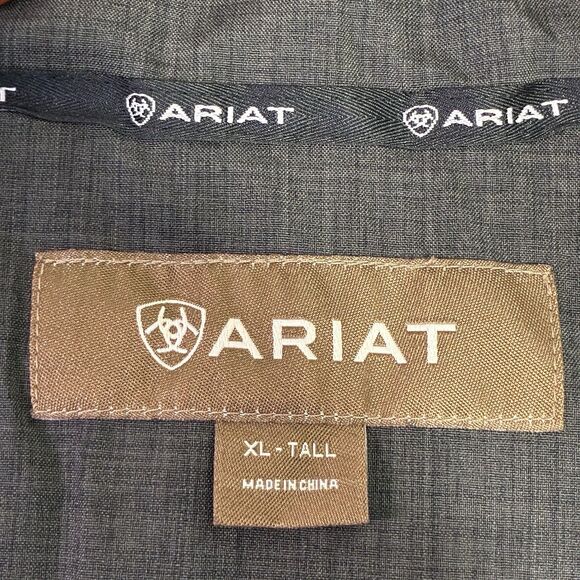 T ARIAT ARIAT
ARIAT
XL - TALL
MADE IN CHINA